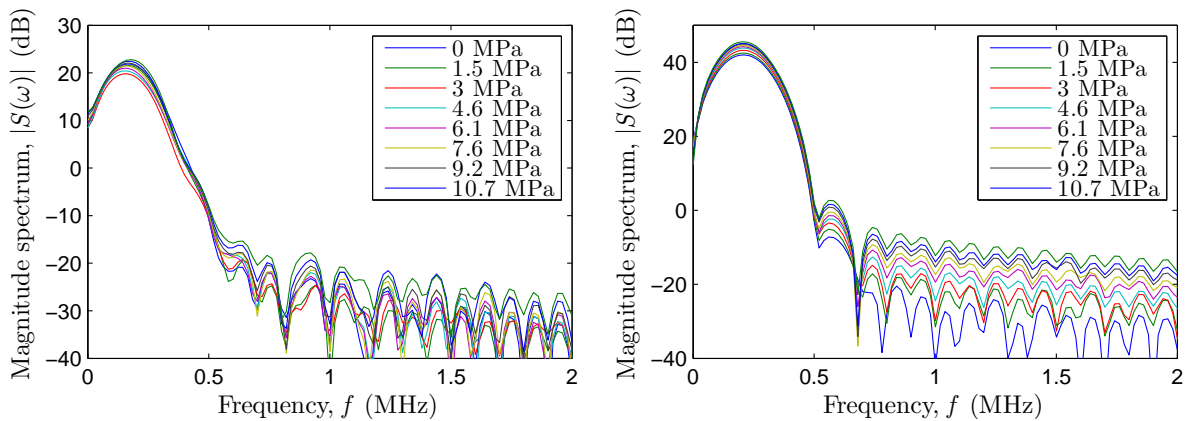 30
20
10
0
−10
−20
−30
−40
Magnitude spectrum, |S(ω)| (dB)
0 MPa
1.5 MPa
3 MPa
4.6 MPa
6.1 MPa
7.6 MPa
9.2 MPa
10.7 MPa
0 0.5 1 1.5 2
Frequency, f (MHz)
40
20
0
−20
−40
Magnitude spectrum, |S(ω)| (dB)
0 MPa
1.5 MPa
3 MPa
4.6 MPa
6.1 MPa
7.6 MPa
9.2 MPa
10.7 MPa
0 0.5 1 1.5 2
Frequency, f (MHz)